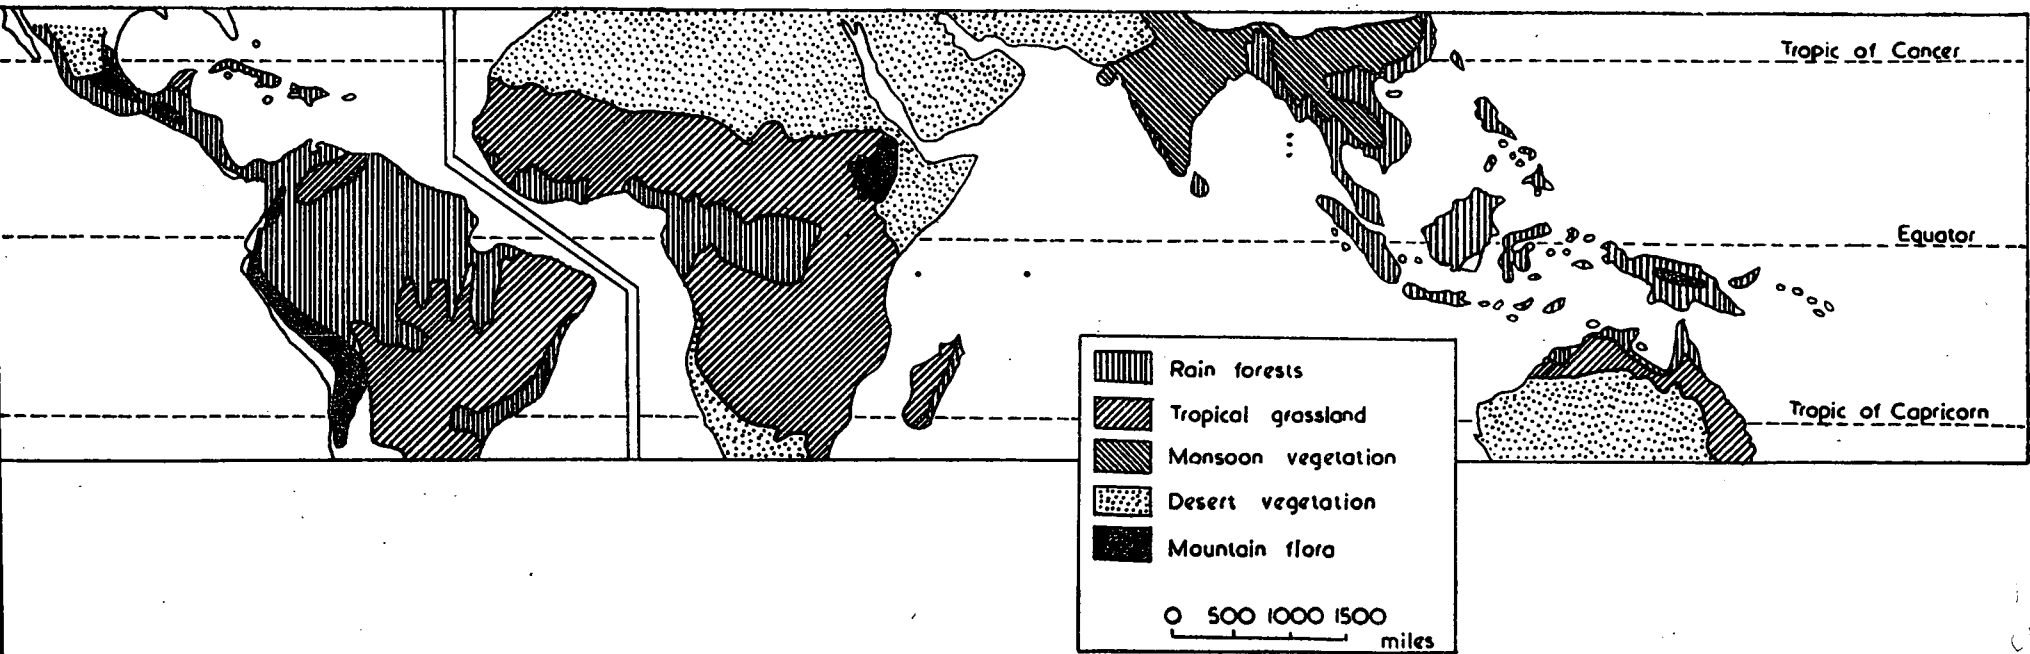 Tropic of Cancer
Equator
Tropic of Capricorn
Rain forests
Tropical grassland
Monsoon vegetation
Desert vegetation
Mountain flora
0 500 1000 1500
miles